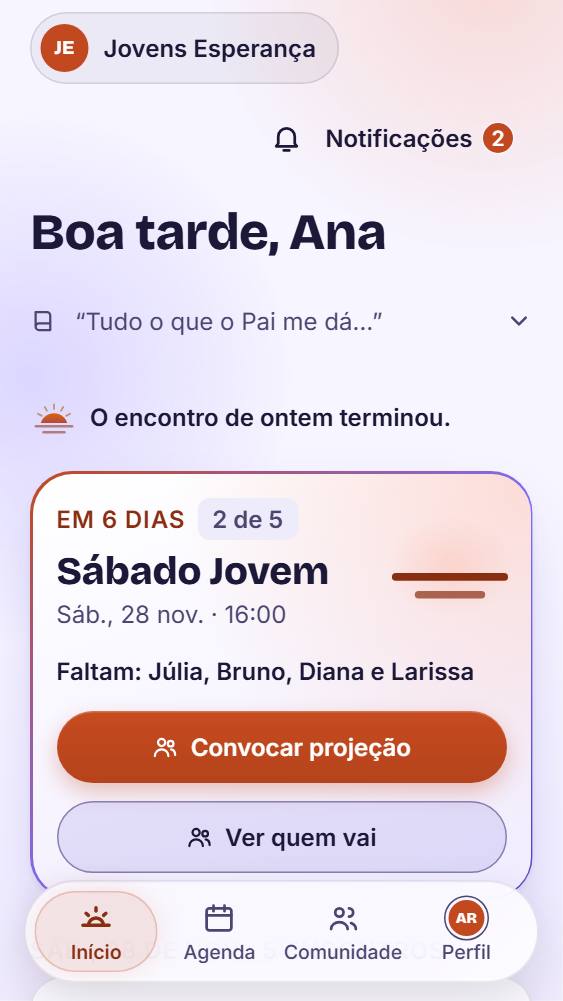 JE Jovens Esperança
Notificações 2
Boa tarde, Ana
“Tudo o que o Pai me dá...”
O encontro de ontem terminou.
EM 6 DIAS 2 de 5
Sábado Jovem
Sáb., 28 nov. · 16:00
Faltam: Júlia, Bruno, Diana e Larissa
Convocar projeção
Ver quem vai
AR
Início Agenda Comunidade Perfil